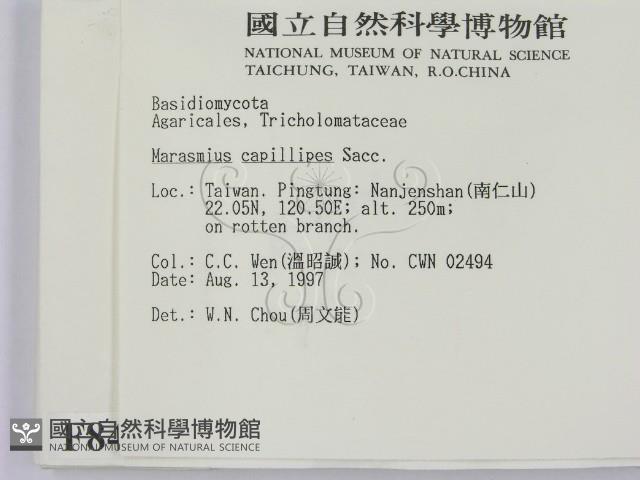 國立自然科學博物館
NATIONAL MUSEUM OF NATURAL SCIENCE
TAICHUNG, TAIWAN, R.O.CHINA
Basidiomycota
Agaricales, Tricholomataceae
Marasmius capillipes Sacc.
Loc.: Taiwan. Pingtung: Nanjenshan(南仁山)
22.05N, 120.50E; alt. 250m;
on rotten branch.
Col.: C.C. Wen(溫昭誠); No. CWN 02494
Date: Aug. 13, 1997
Det.: W.N. Chou(周文能)
國立自然科學博物館
NATIONAL MUSEUM OF NATURAL SCIENCE